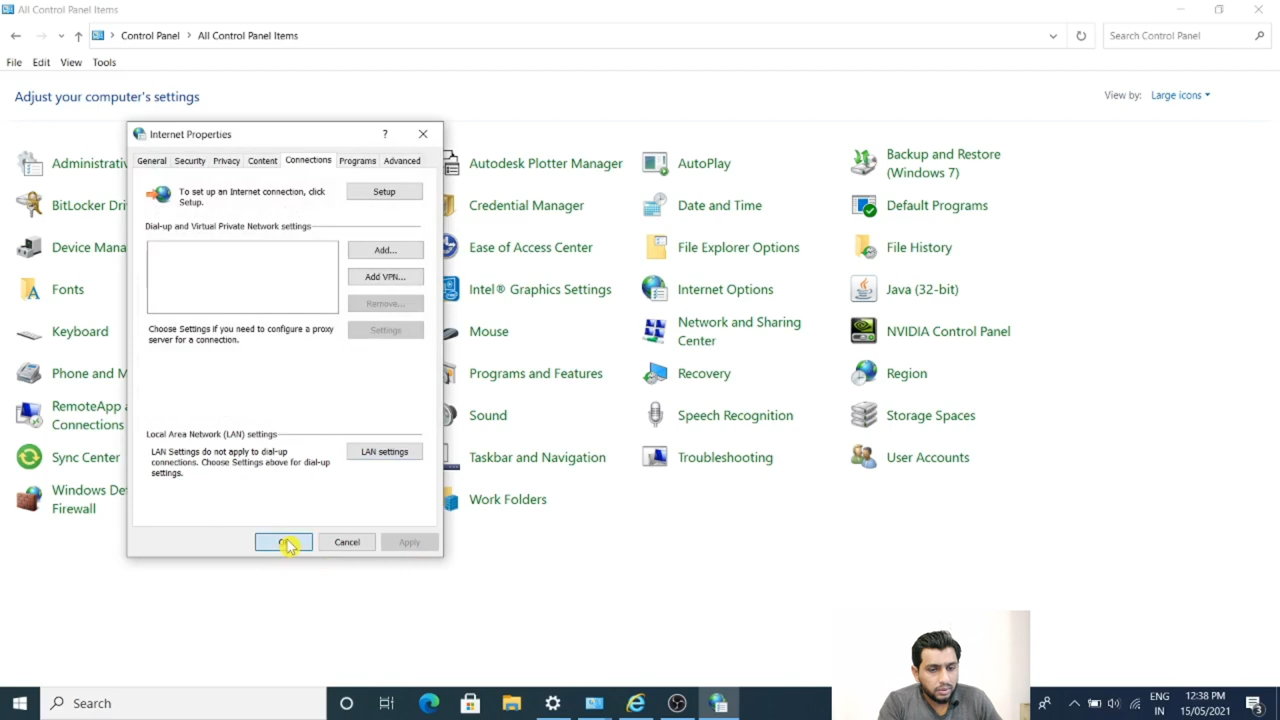 All Control Panel Items
Control Panel > All Control Panel Items
Search Control Panel
File Edit View Tools
Adjust your computer's settings
View by: Large icons
Internet Properties ?
General Security Privacy Content Connections Programs Advanced
To set up an Internet connection, click
Setup.
Setup
Dial-up and Virtual Private Network settings
Add...
Add VPN...
Remove...
Choose Settings if you need to configure a proxy
server for a connection.
Settings
Local Area Network (LAN) settings
LAN Settings do not apply to dial-up
connections. Choose Settings above for dial-up
settings.
LAN settings
Cancel Apply
Autodesk Plotter Manager
AutoPlay
Backup and Restore
(Windows 7)
Credential Manager
Date and Time
Default Programs
Device Mana
Ease of Access Center
File Explorer Options
File History
Fonts
Intel® Graphics Settings
Internet Options
Java (32-bit)
Keyboard
Mouse
Network and Sharing
Center
NVIDIA Control Panel
Phone and M
Programs and Features
Recovery
Region
RemoteApp
Connections
Sound
Speech Recognition
Storage Spaces
Sync Center
Taskbar and Navigation
Troubleshooting
User Accounts
Windows De
Firewall
Work Folders
Administrativ
BitLocker Dri
Search
ENG
IN
12:38 PM
15/05/2021
3